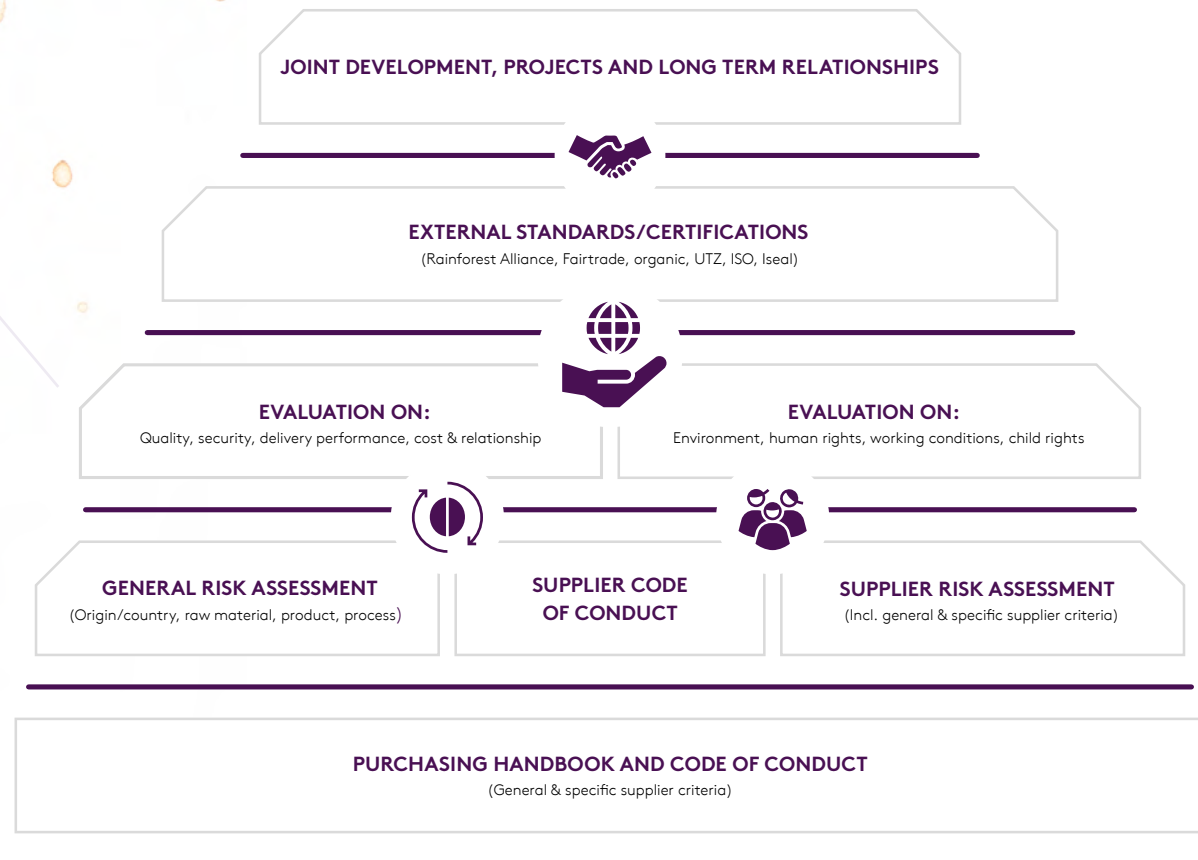 JOINT DEVELOPMENT, PROJECTS AND LONG TERM RELATIONSHIPS
EXTERNAL STANDARDS/CERTIFICATIONS
(Rainforest Alliance, Fairtrade, organic, UTZ, ISO, Iseal)
EVALUATION ON:
Quality, security, delivery performance, cost & relationship
EVALUATION ON:
Environment, human rights, working conditions, child rights
GENERAL RISK ASSESSMENT
(Origin/country, raw material, product, process)
SUPPLIER CODE
OF CONDUCT
SUPPLIER RISK ASSESSMENT
(Incl. general & specific supplier criteria)
PURCHASING HANDBOOK AND CODE OF CONDUCT
(General & specific supplier criteria)